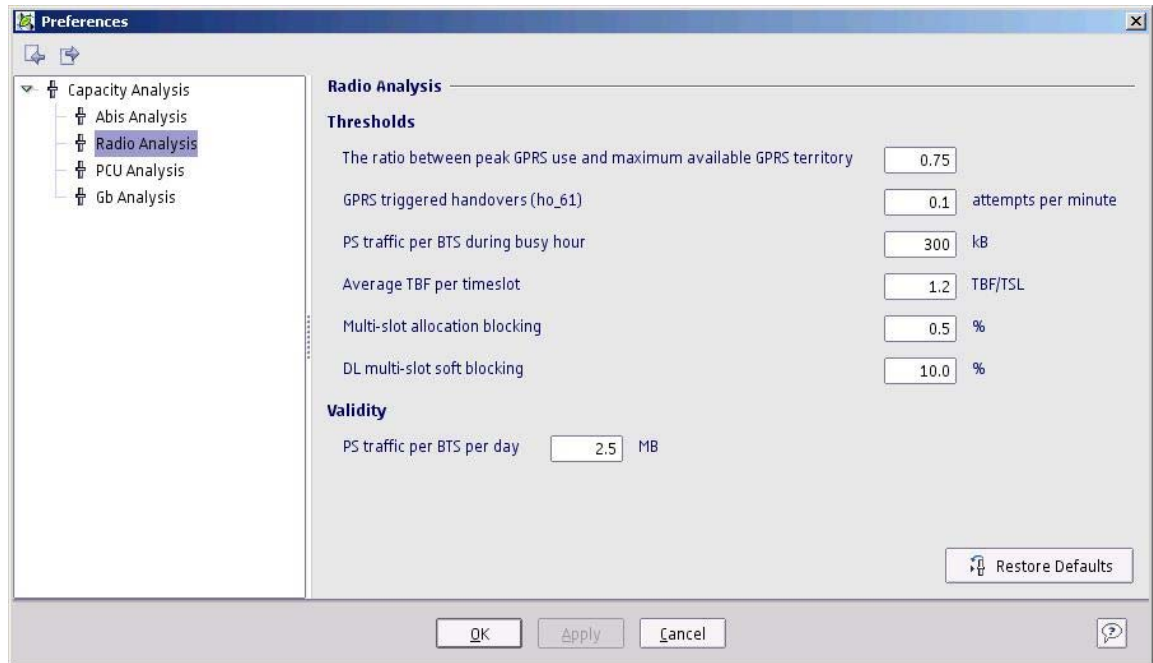 Preferences
Capacity Analysis
Abis Analysis
Radio Analysis
PCU Analysis
Gb Analysis
Radio Analysis
Thresholds
The ratio between peak GPRS use and maximum available GPRS territory 0.75
GPRS triggered handovers (ho_61) 0.1 attempts per minute
PS traffic per BTS during busy hour 300 kB
Average TBF per timeslot 1.2 TBF/TSL
Multi-slot allocation blocking 0.5 %
DL multi-slot soft blocking 10.0 %
Validity
PS traffic per BTS per day 2.5 MB
Restore Defaults
OK Apply Cancel